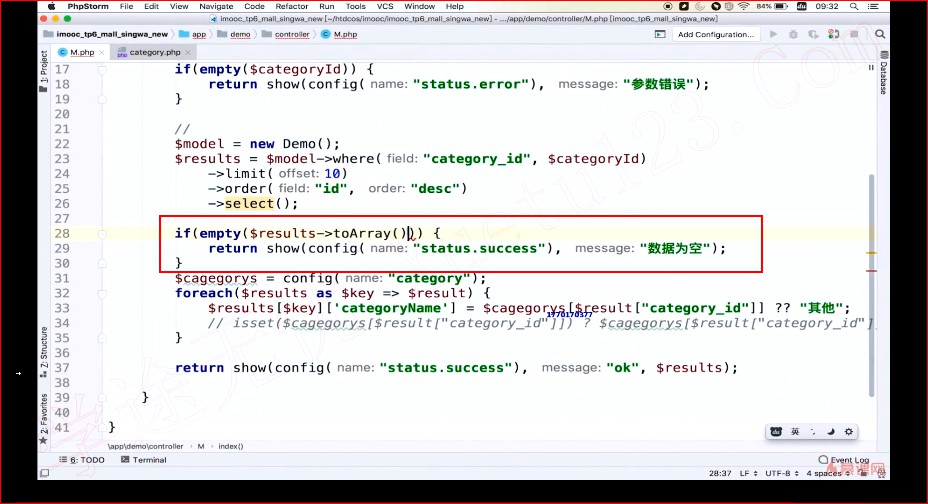 PhpStorm File Edit View Navigate Code Refactor Run Tools VCS Window Help 84% 09:32
imooc_tp6_mall_singwa_new [~/htdcos/imooc/imooc_tp6_mall_singwa_new] - .../app/demo/controller/M.php [imooc_tp6_mall_singwa_new]
imooc_tp6_mall_singwa_new app demo controller M.php Add Configuration...
M.php category.php
1: Project
Database
17 if(empty($categoryId)) {
18 return show(config( name: "status.error"), message: "参数错误");
19 }
20
21 //
22 $model = new Demo();
23 $results = $model->where( field: "category_id", $categoryId)
24 ->limit( offset: 10)
25 ->order( field: "id", order: "desc")
26 ->select();
27
28 if(empty($results->toArray())) {
29 return show(config( name: "status.success"), message: "数据为空");
30 }
31 $cagegorys = config( name: "category");
32 foreach($results as $key => $result) {
33 $results[$key]['categoryName'] = $cagegorys[$result["category_id"]] ?? "其他";
1770170377
34 // isset($cagegorys[$result["category_id"]]) ? $cagegorys[$result["category_id"]
35 }
36
37 return show(config( name: "status.success"), message: "ok", $results);
38
39 }
40
41 }
Z: Structure
2: Favorites
\app\demo\controller › M › index()
英
6: TODO Terminal Event Log
28:37 LF UTF-8 4 spaces
慕课网